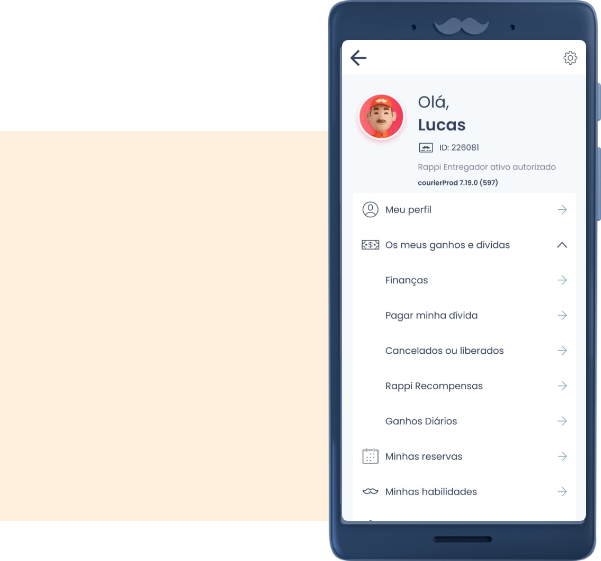 Olá,
Lucas
ID: 226081
Rappi Entregador ativo autorizado
courierProd 7.19.0 (597)
Meu perfil
Os meus ganhos e dívidas
Finanças
Pagar minha dívida
Cancelados ou liberados
Rappi Recompensas
Ganhos Diários
Minhas reservas
Minhas habilidades